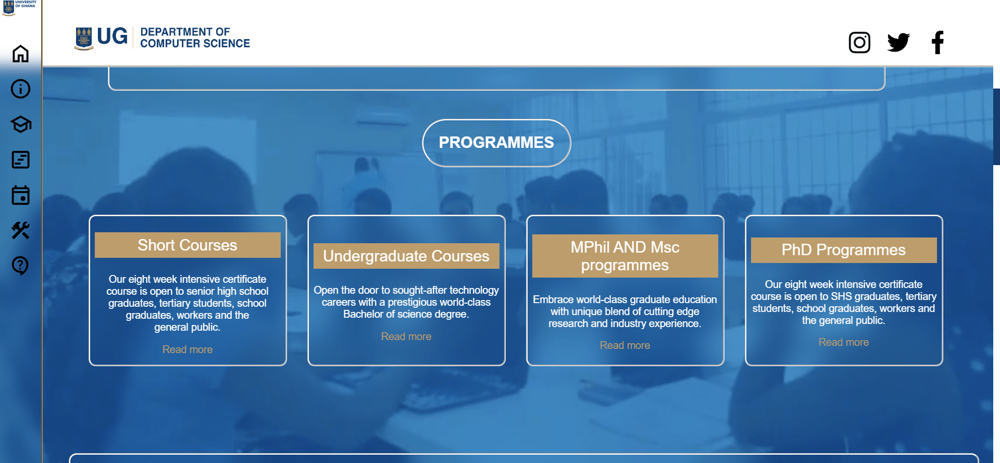 UNIVERSITY
OF GHANA
UG
DEPARTMENT OF
COMPUTER SCIENCE
PROGRAMMES
Short Courses
Our eight week intensive certificate
course is open to senior high school
graduates, tertiary students, school
graduates, workers and the
general public.
Read more
Undergraduate Courses
Open the door to sought-after technology
careers with a prestigious world-class
Bachelor of science degree.
Read more
MPhil AND Msc
programmes
Embrace world-class graduate education
with unique blend of cutting edge
research and industry experience.
Read more
PhD Programmes
Our eight week intensive certificate
course is open to SHS graduates, tertiary
students, school graduates, workers and
the general public.
Read more